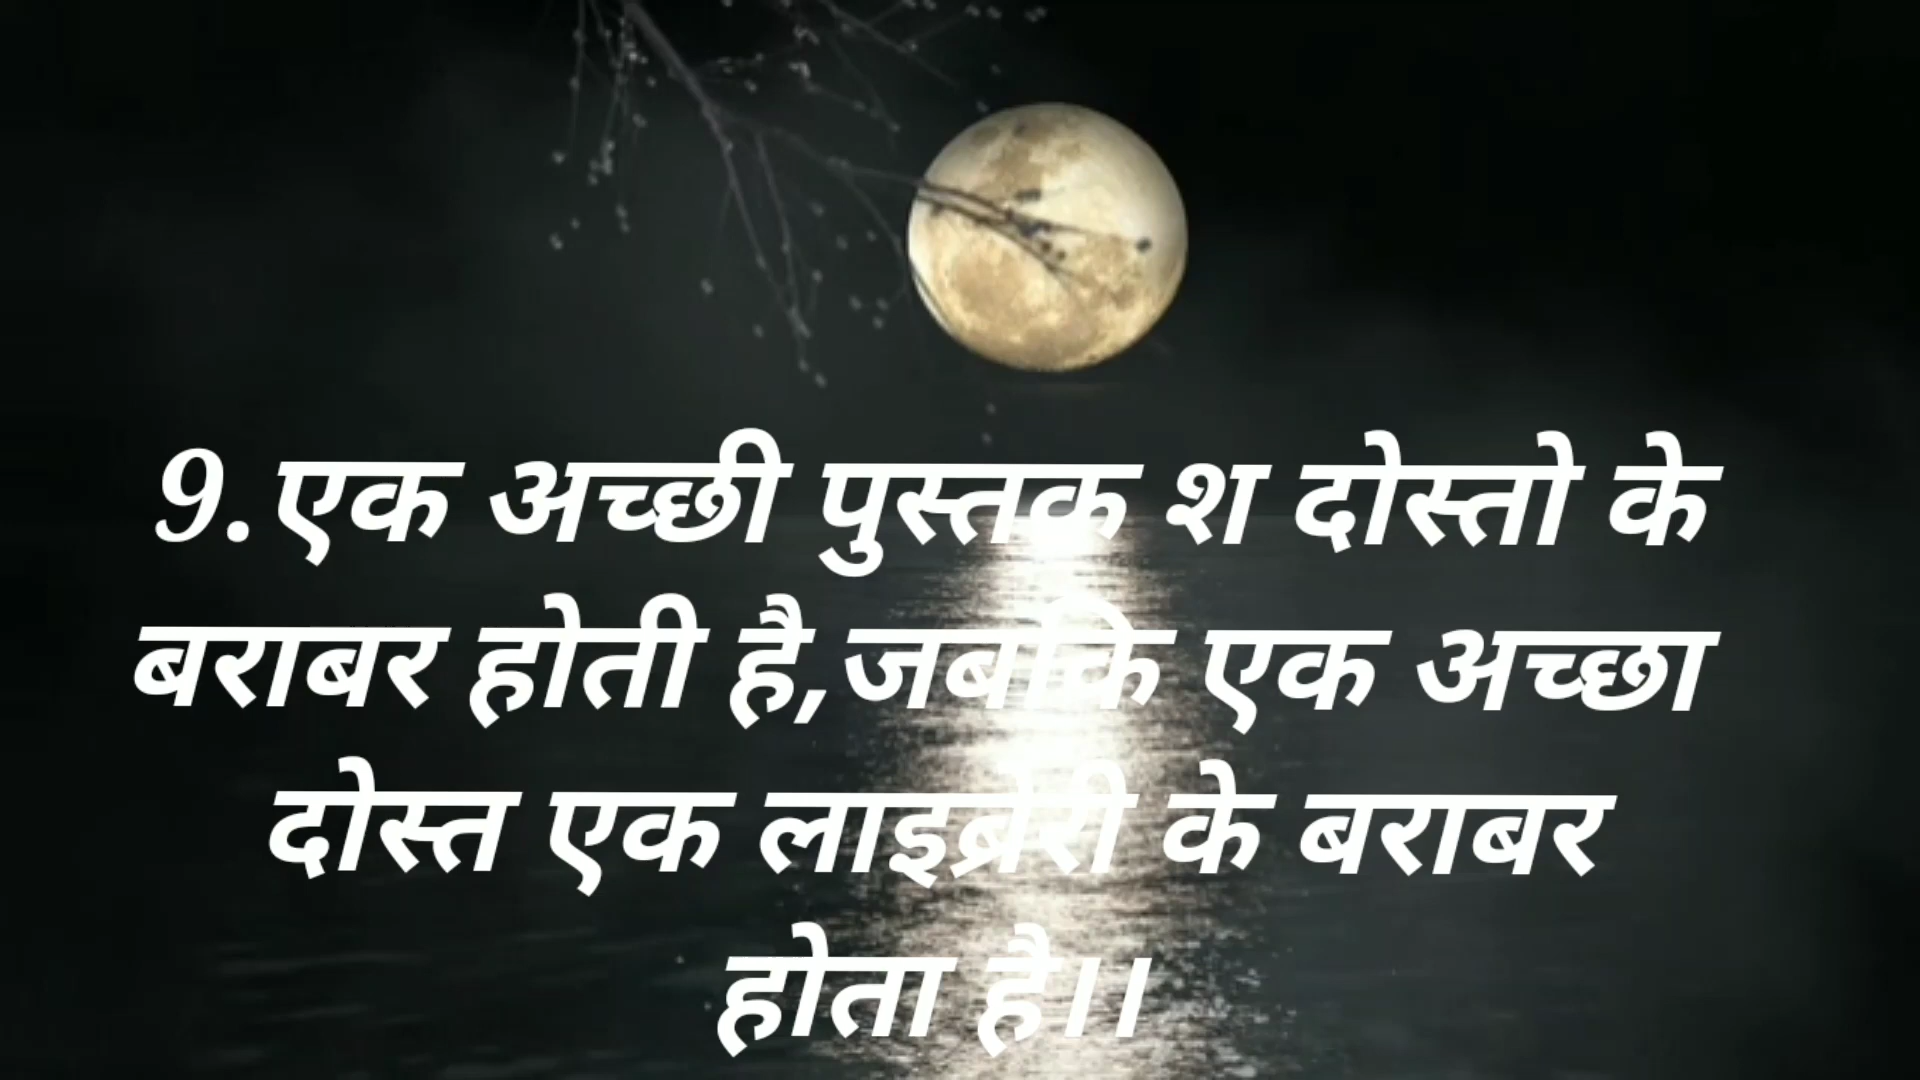 9.एक अच्छी पुस्तक श दोस्तो के
बराबर होती है,जबकि एक अच्छा
दोस्त एक लाइब्रेरी के बराबर
होता है।।